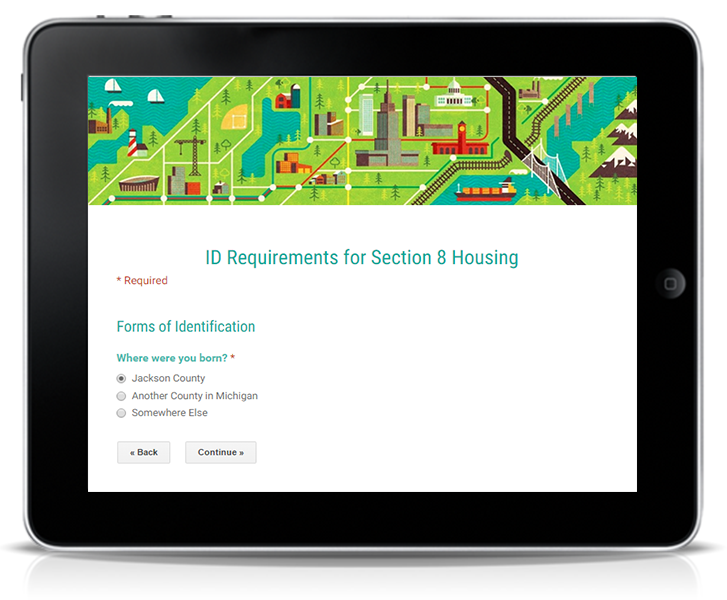 ID Requirements for Section 8 Housing
* Required
Forms of Identification
Where were you born? *
Jackson County
Another County in Michigan
Somewhere Else
« Back
Continue »